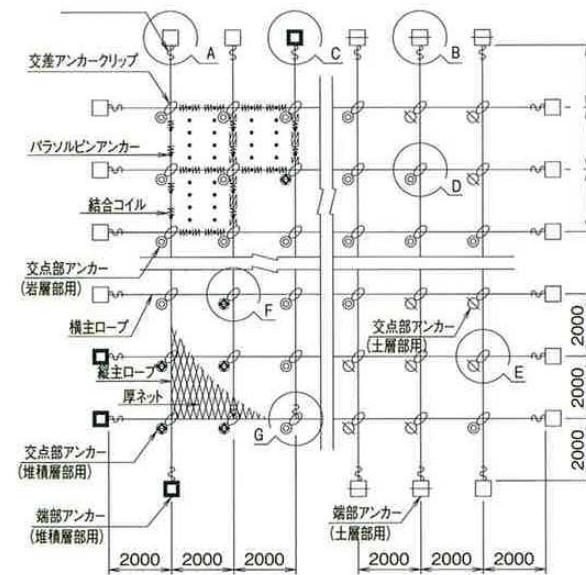 A
C
B
交差アンカークリップ
パラソルピンアンカー
D
結合コイル
交点部アンカー
(岩層部用)
F
横主ロープ
交点部アンカー
(土層部用)
2000
縦主ロープ
E
2000
厚ネット
G
交点部アンカー
(堆積層部用)
2000
端部アンカー
(堆積層部用)
端部アンカー
(土層部用)
2000
2000
2000
2000
2000
2000